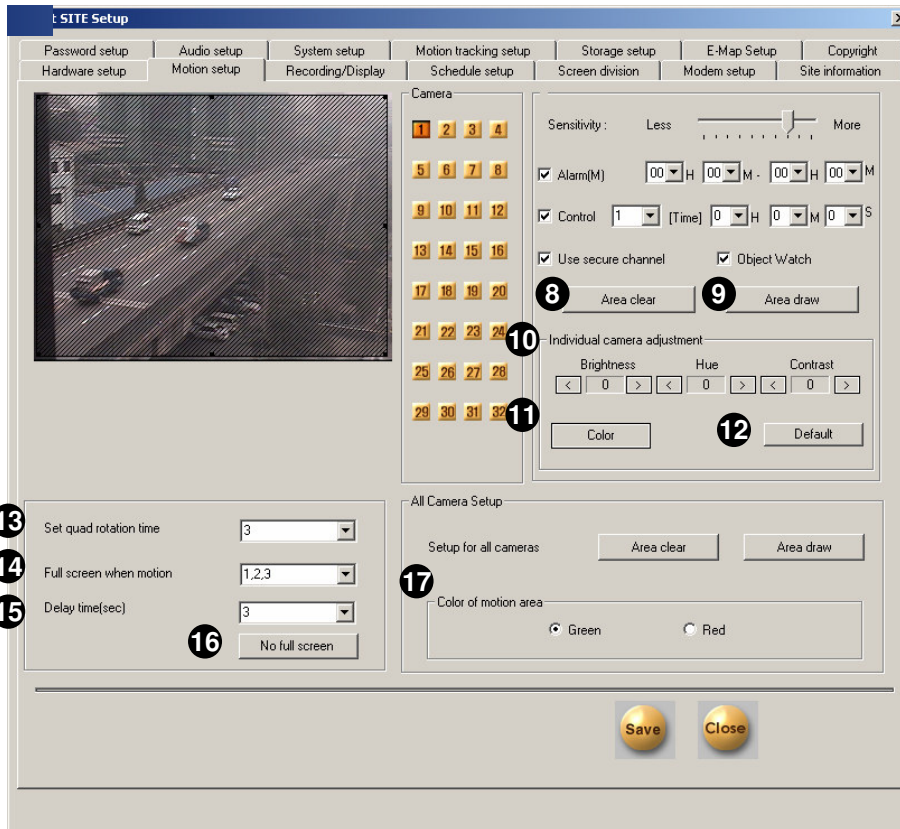 t SITE Setup
Password setup Audio setup System setup Motion tracking setup Storage setup E-Map Setup Copyright
Hardware setup Motion setup Recording/Display Schedule setup Screen division Modem setup Site information
Camera
1 2 3 4
5 6 7 8
9 10 11 12
13 14 15 16
17 18 19 20
21 22 23 24
25 26 27 28
29 30 31 32
Sensitivity : Less More
Alarm(M) 00 H 00 M - 00 H 00 M
Control 1 [Time] 0 H 0 M 0 S
Use secure channel Object Watch
8 Area clear 9 Area draw
10 Individual camera adjustment
Brightness Hue Contrast
< 0 > < 0 > < 0 >
11 Color 12 Default
13 Set quad rotation time 3
14 Full screen when motion 1,2,3
15 Delay time(sec) 3
16 No full screen
All Camera Setup
Setup for all cameras Area clear Area draw
17
Color of motion area
Green Red
Save Close